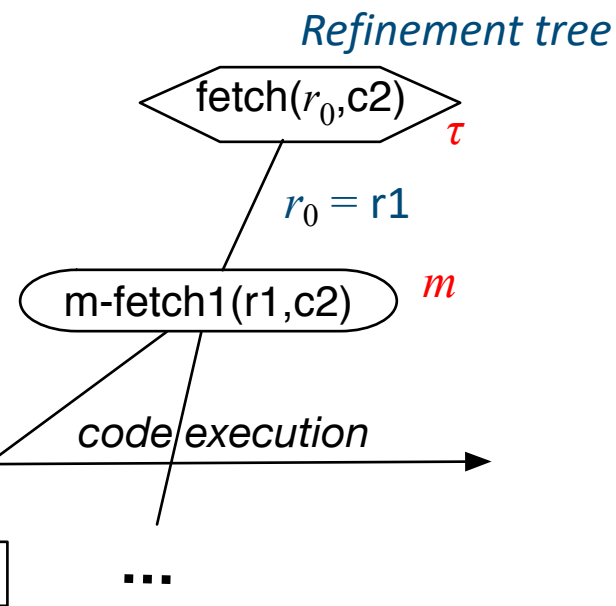 Refinement tree
fetch(r₀,c2)
τ
r₀ = r1
m-fetch1(r1,c2)
m
code execution
...